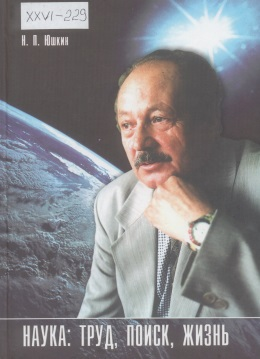 XXVI-229
Н. П. Юшкин
НАУКА: ТРУД, ПОИСК, ЖИЗНЬ